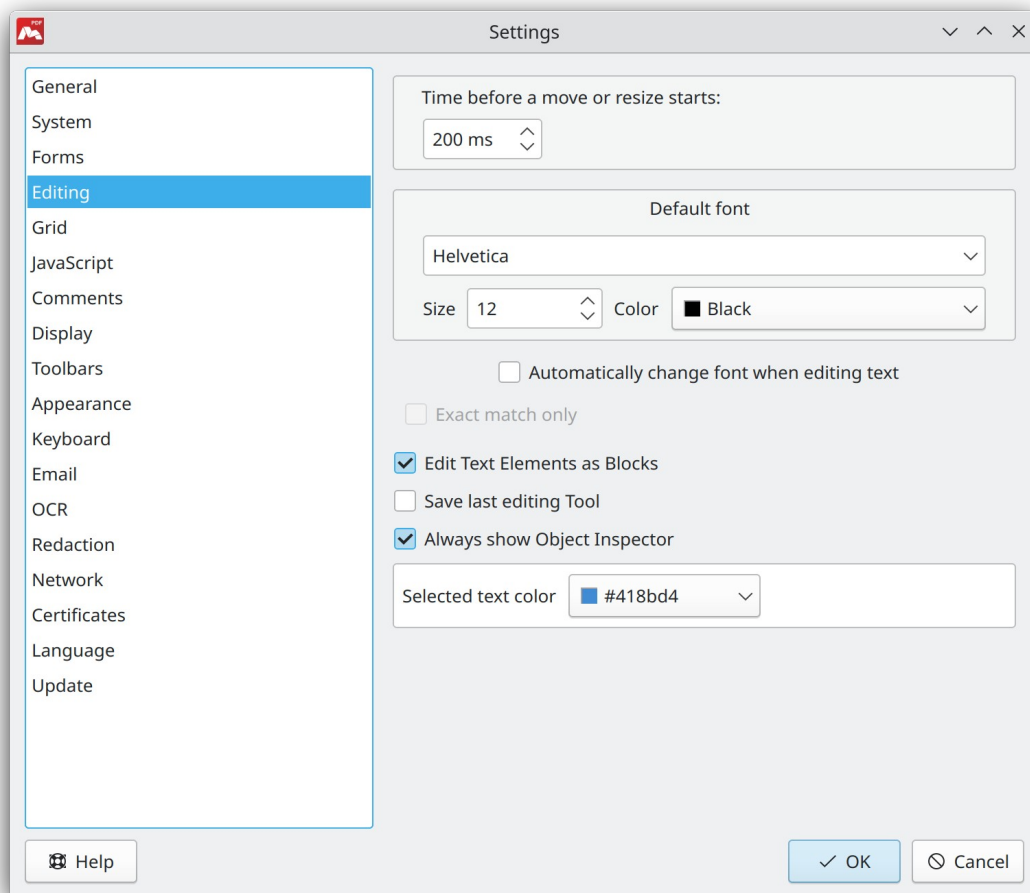 PDF
Settings
General
System
Forms
Editing
Grid
JavaScript
Comments
Display
Toolbars
Appearance
Keyboard
Email
OCR
Redaction
Network
Certificates
Language
Update
Time before a move or resize starts:
200 ms
Default font
Helvetica
Size 12 Color Black
Automatically change font when editing text
Exact match only
Edit Text Elements as Blocks
Save last editing Tool
Always show Object Inspector
Selected text color #418bd4
Help OK Cancel